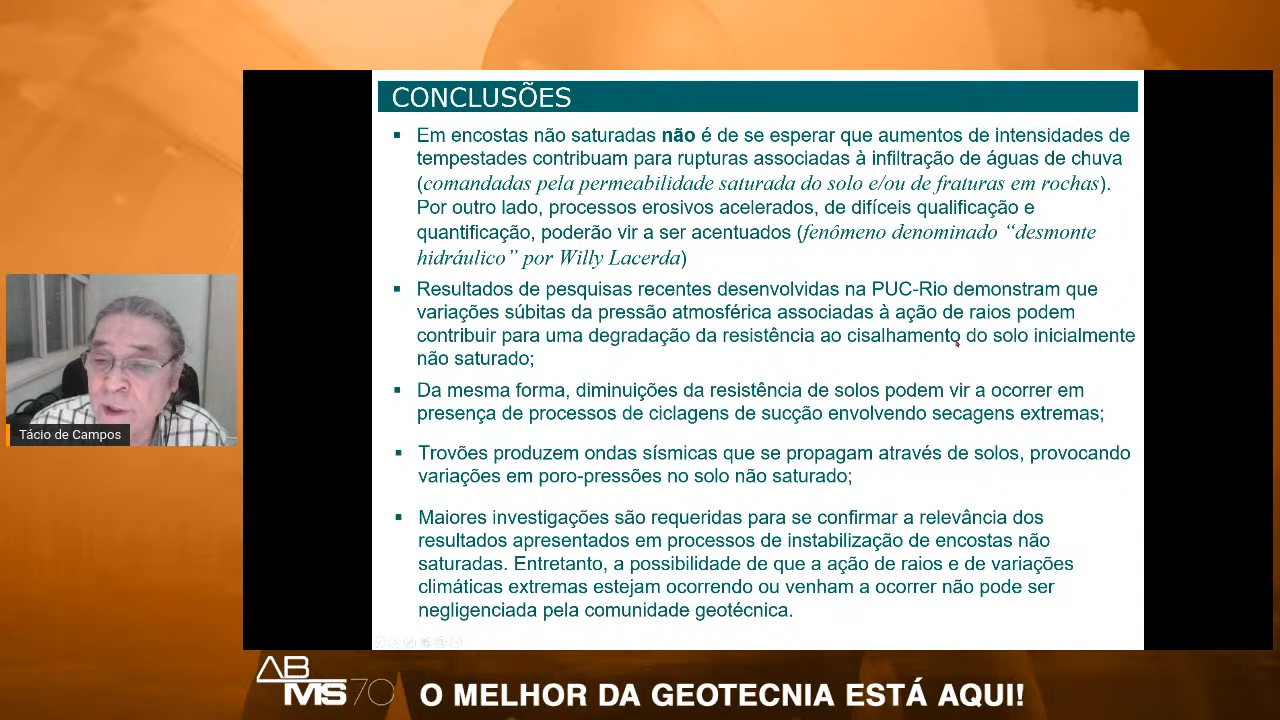 CONCLUSÕES
▪ Em encostas não saturadas não é de se esperar que aumentos de intensidades de
tempestades contribuam para rupturas associadas à infiltração de águas de chuva
(comandadas pela permeabilidade saturada do solo e/ou de fraturas em rochas).
Por outro lado, processos erosivos acelerados, de difíceis qualificação e
quantificação, poderão vir a ser acentuados (fenômeno denominado “desmonte
hidráulico” por Willy Lacerda)
▪ Resultados de pesquisas recentes desenvolvidas na PUC-Rio demonstram que
variações súbitas da pressão atmosférica associadas à ação de raios podem
contribuir para uma degradação da resistência ao cisalhamento do solo inicialmente
não saturado;
▪ Da mesma forma, diminuições da resistência de solos podem vir a ocorrer em
presença de processos de ciclagens de sucção envolvendo secagens extremas;
▪ Trovões produzem ondas sísmicas que se propagam através de solos, provocando
variações em poro-pressões no solo não saturado;
▪ Maiores investigações são requeridas para se confirmar a relevância dos
resultados apresentados em processos de instabilização de encostas não
saturadas. Entretanto, a possibilidade de que a ação de raios e de variações
climáticas extremas estejam ocorrendo ou venham a ocorrer não pode ser
negligenciada pela comunidade geotécnica.
Tácio de Campos
ABMS70
O MELHOR DA GEOTECNIA ESTÁ AQUI!